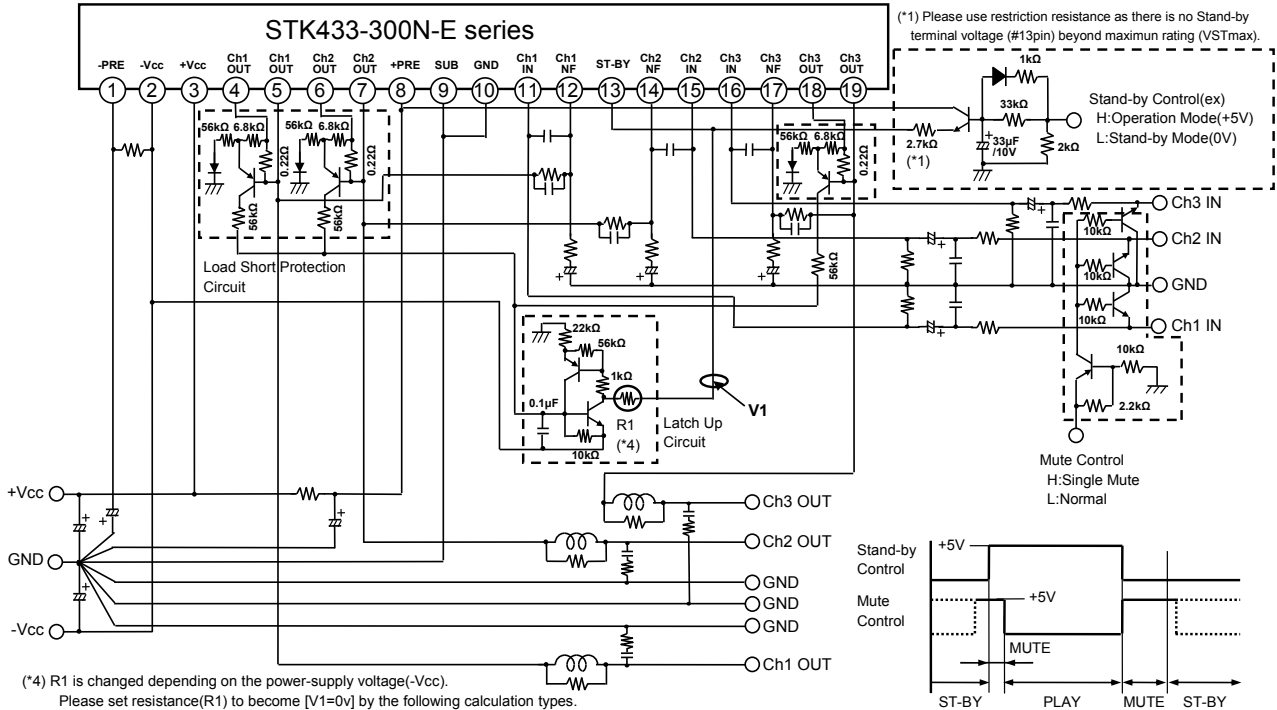 STK433-300N-E series
-PRE
-Vcc
+Vcc
Ch1 OUT
Ch1 OUT
Ch2 OUT
Ch2 OUT
+PRE
SUB
GND
Ch1 IN
Ch1 NF
ST-BY
Ch2 NF
Ch2 IN
Ch3 IN
Ch3 NF
Ch3 OUT
Ch3 OUT
1
2
3
4
5
6
7
8
9
10
11
12
13
14
15
16
17
18
19
(*1) Please use restriction resistance as there is no Stand-by
terminal voltage (#13pin) beyond maximun rating (VSTmax).
1kΩ
33kΩ
33µF
/10V
2kΩ
2.7kΩ
(*1)
Stand-by Control(ex)
H:Operation Mode(+5V)
L:Stand-by Mode(0V)
56kΩ
6.8kΩ
0.22Ω
56kΩ
56kΩ
6.8kΩ
0.22Ω
56kΩ
Load Short Protection
Circuit
56kΩ
6.8kΩ
0.22Ω
56kΩ
Ch3 IN
Ch2 IN
GND
Ch1 IN
10kΩ
10kΩ
10kΩ
10kΩ
2.2kΩ
Mute Control
H:Single Mute
L:Normal
22kΩ
56kΩ
1kΩ
0.1µF
10kΩ
R1
(*4)
Latch Up
Circuit
V1
+Vcc
GND
-Vcc
+
+
+
+
+
+
+
+
+
+
+
Ch3 OUT
Ch2 OUT
GND
GND
GND
Ch1 OUT
Stand-by
Control
+5V
Mute
Control
+5V
MUTE
ST-BY
PLAY
MUTE
ST-BY
(*4) R1 is changed depending on the power-supply voltage(-Vcc).
Please set resistance(R1) to become [V1=0v] by the following calculation types.